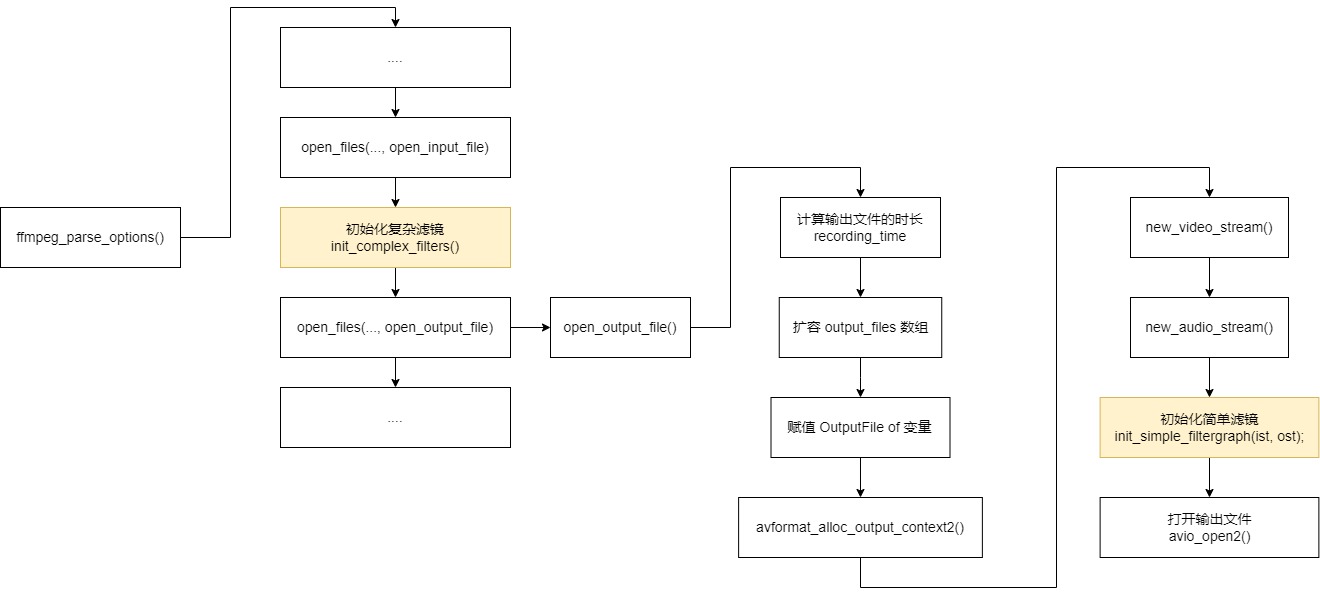 ffmpeg_parse_options()
....
open_files(..., open_input_file)
初始化复杂滤镜
init_complex_filters()
open_files(..., open_output_file)
....
open_output_file()
计算输出文件的时长
recording_time
扩容 output_files 数组
赋值 OutputFile of 变量
avformat_alloc_output_context2()
new_video_stream()
new_audio_stream()
初始化简单滤镜
init_simple_filtergraph(ist, ost);
打开输出文件
avio_open2()